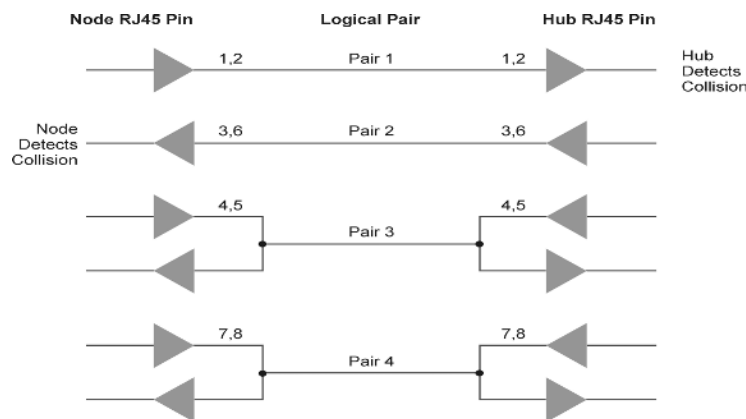 Node RJ45 Pin Logical Pair Hub RJ45 Pin
1,2 Pair 1 1,2
Hub
Detects
Collision
Node
Detects
Collision
3,6 Pair 2 3,6
4,5 4,5
Pair 3
7,8 7,8
Pair 4